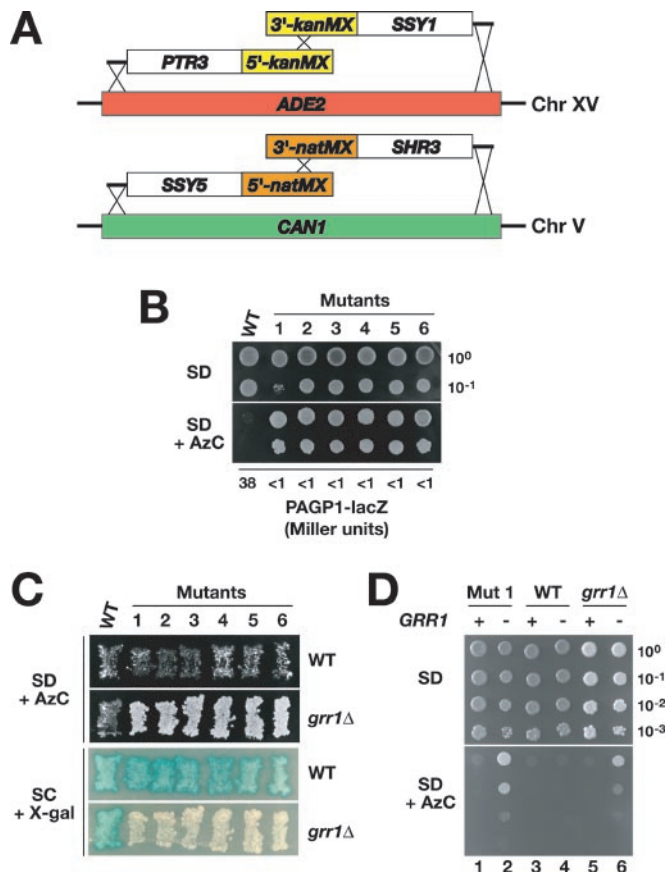 A
3'-kanMX SSY1
PTR3 5'-kanMX
ADE2 Chr XV
3'-natMX SHR3
SSY5 5'-natMX
CAN1 Chr V
B
Mutants
WT 1 2 3 4 5 6
SD 10⁰
10⁻¹
SD
+ AzC
38 <1 <1 <1 <1 <1 <1
PAGP1-lacZ
(Miller units)
C
Mutants
WT 1 2 3 4 5 6
SD
+ AzC
WT
grr1Δ
SC
+ X-gal
WT
grr1Δ
D
Mut 1 WT grr1Δ
GRR1 + - + - + -
SD
10⁰
10⁻¹
10⁻²
10⁻³
SD
+ AzC
1 2 3 4 5 6